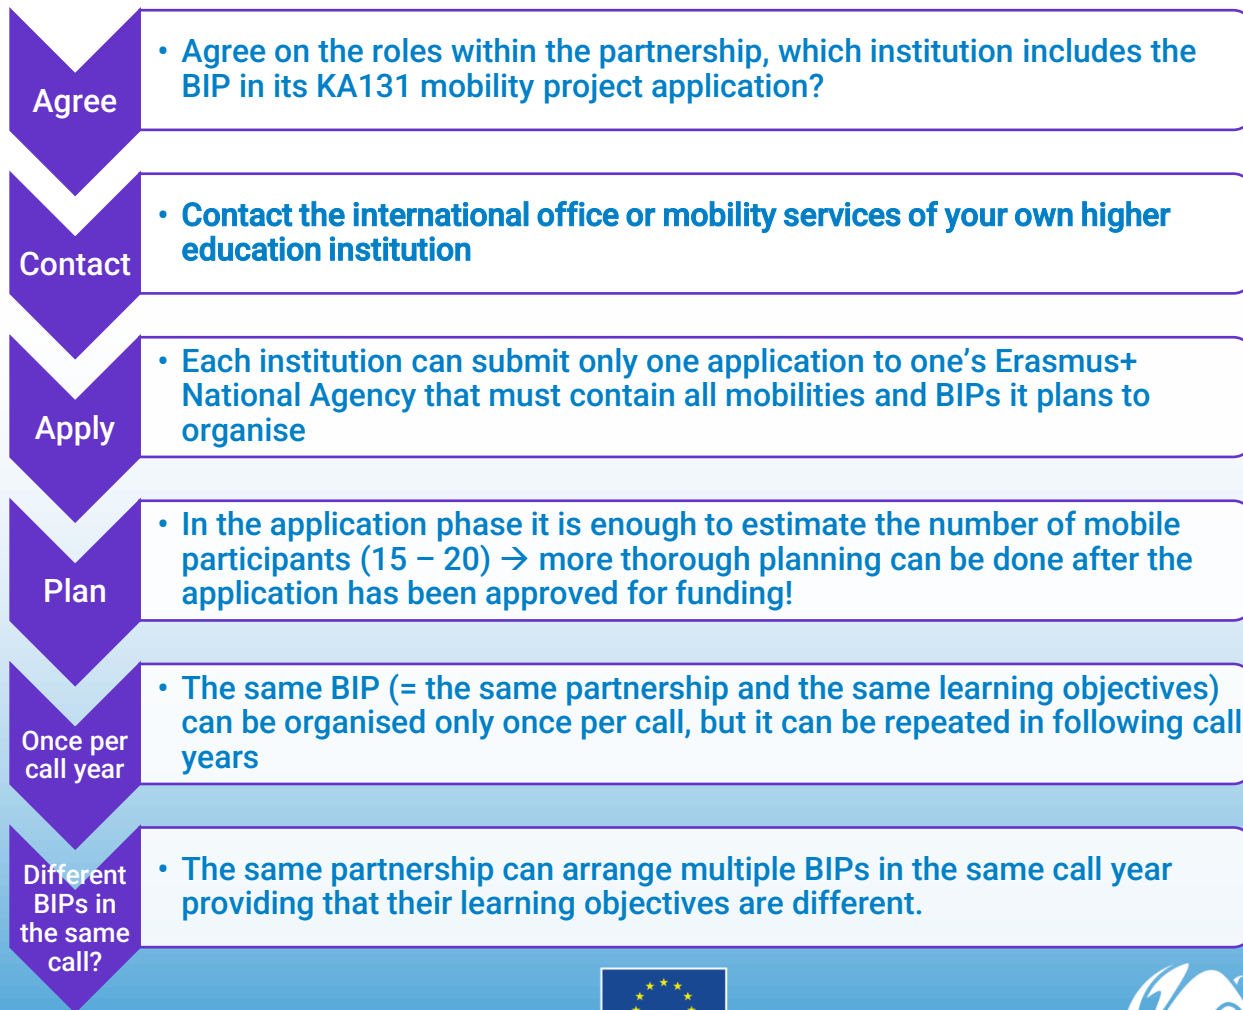 Agree
• Agree on the roles within the partnership, which institution includes the
BIP in its KA131 mobility project application?
Contact
• Contact the international office or mobility services of your own higher
education institution
Apply
• Each institution can submit only one application to one’s Erasmus+
National Agency that must contain all mobilities and BIPs it plans to
organise
Plan
• In the application phase it is enough to estimate the number of mobile
participants (15 – 20) → more thorough planning can be done after the
application has been approved for funding!
Once per
call year
• The same BIP (= the same partnership and the same learning objectives)
can be organised only once per call, but it can be repeated in following call
years
Different
BIPs in
the same
call?
• The same partnership can arrange multiple BIPs in the same call year
providing that their learning objectives are different.